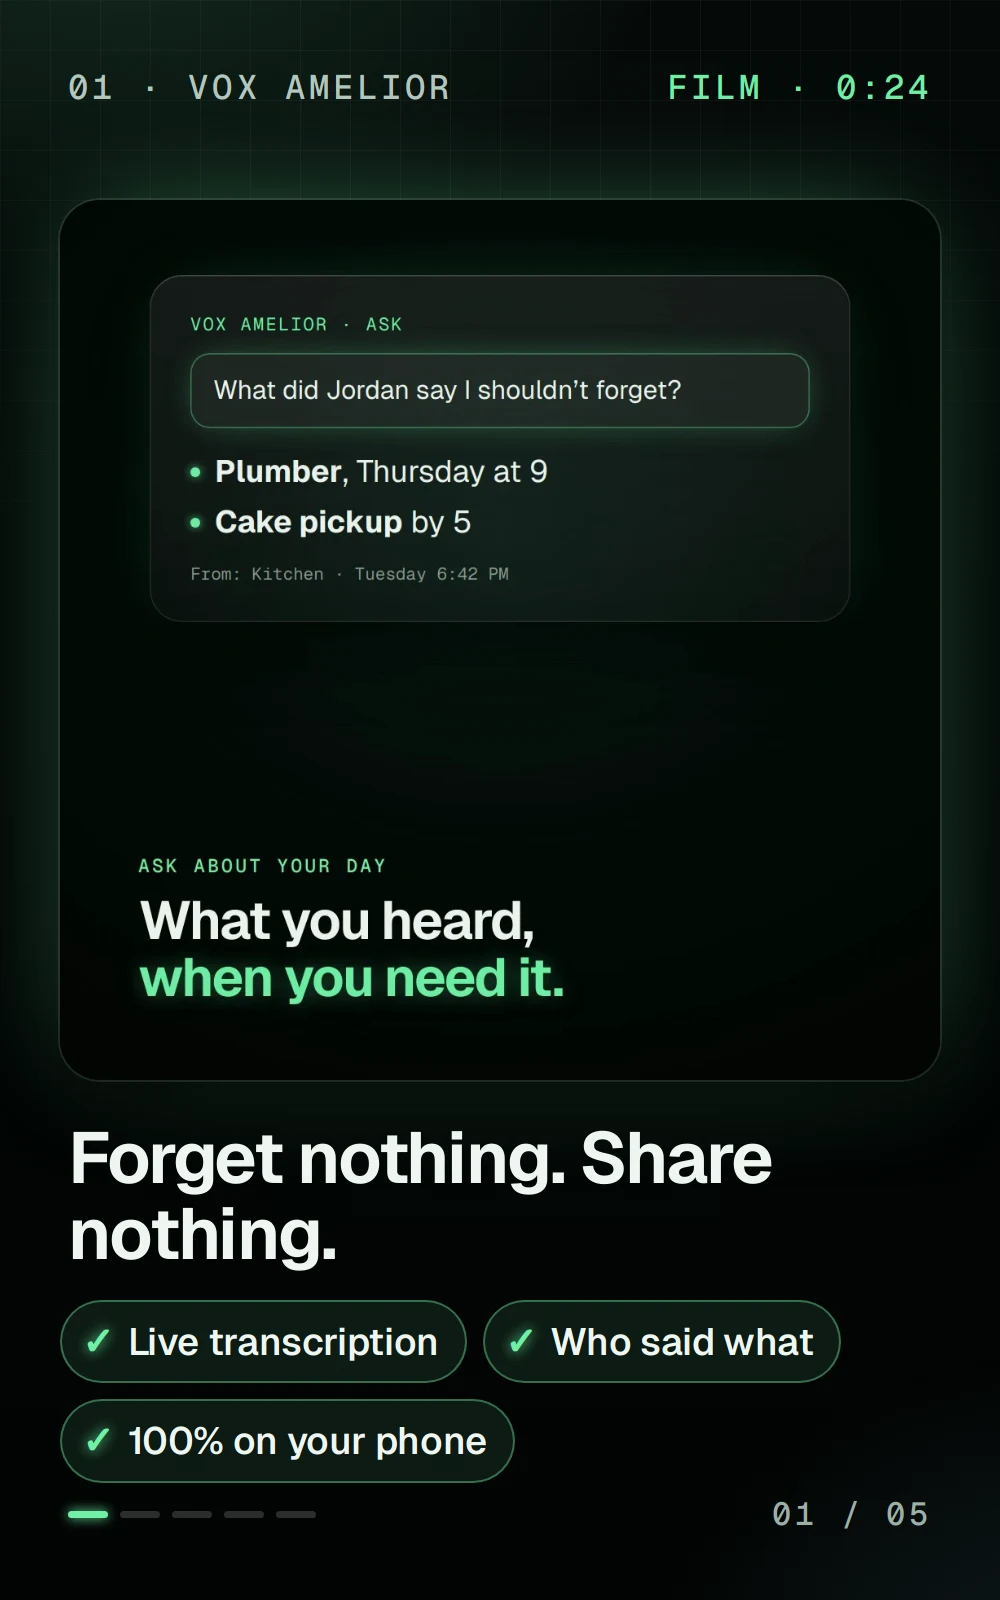 01 · VOX AMELIOR
FILM · 0:24
VOX AMELIOR · ASK
What did Jordan say I shouldn’t forget?
Plumber, Thursday at 9
Cake pickup by 5
From: Kitchen · Tuesday 6:42 PM
ASK ABOUT YOUR DAY
What you heard,
when you need it.
Forget nothing. Share
nothing.
✓ Live transcription
✓ Who said what
✓ 100% on your phone
01 / 05